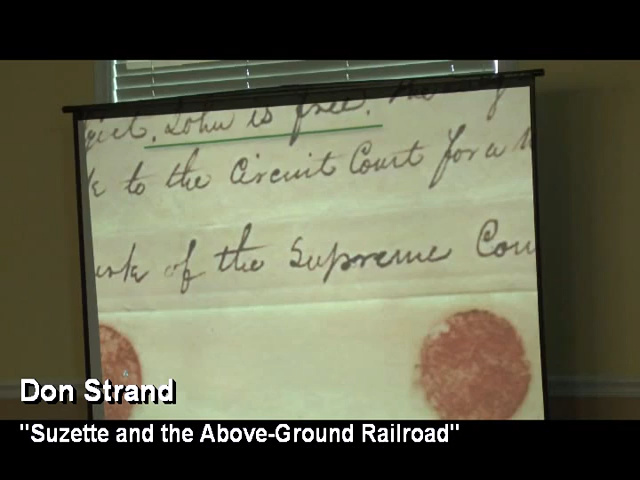 gict. John is free.
to the Circuit Court for a
of the Supreme Cou
Don Strand
"Suzette and the Above-Ground Railroad"